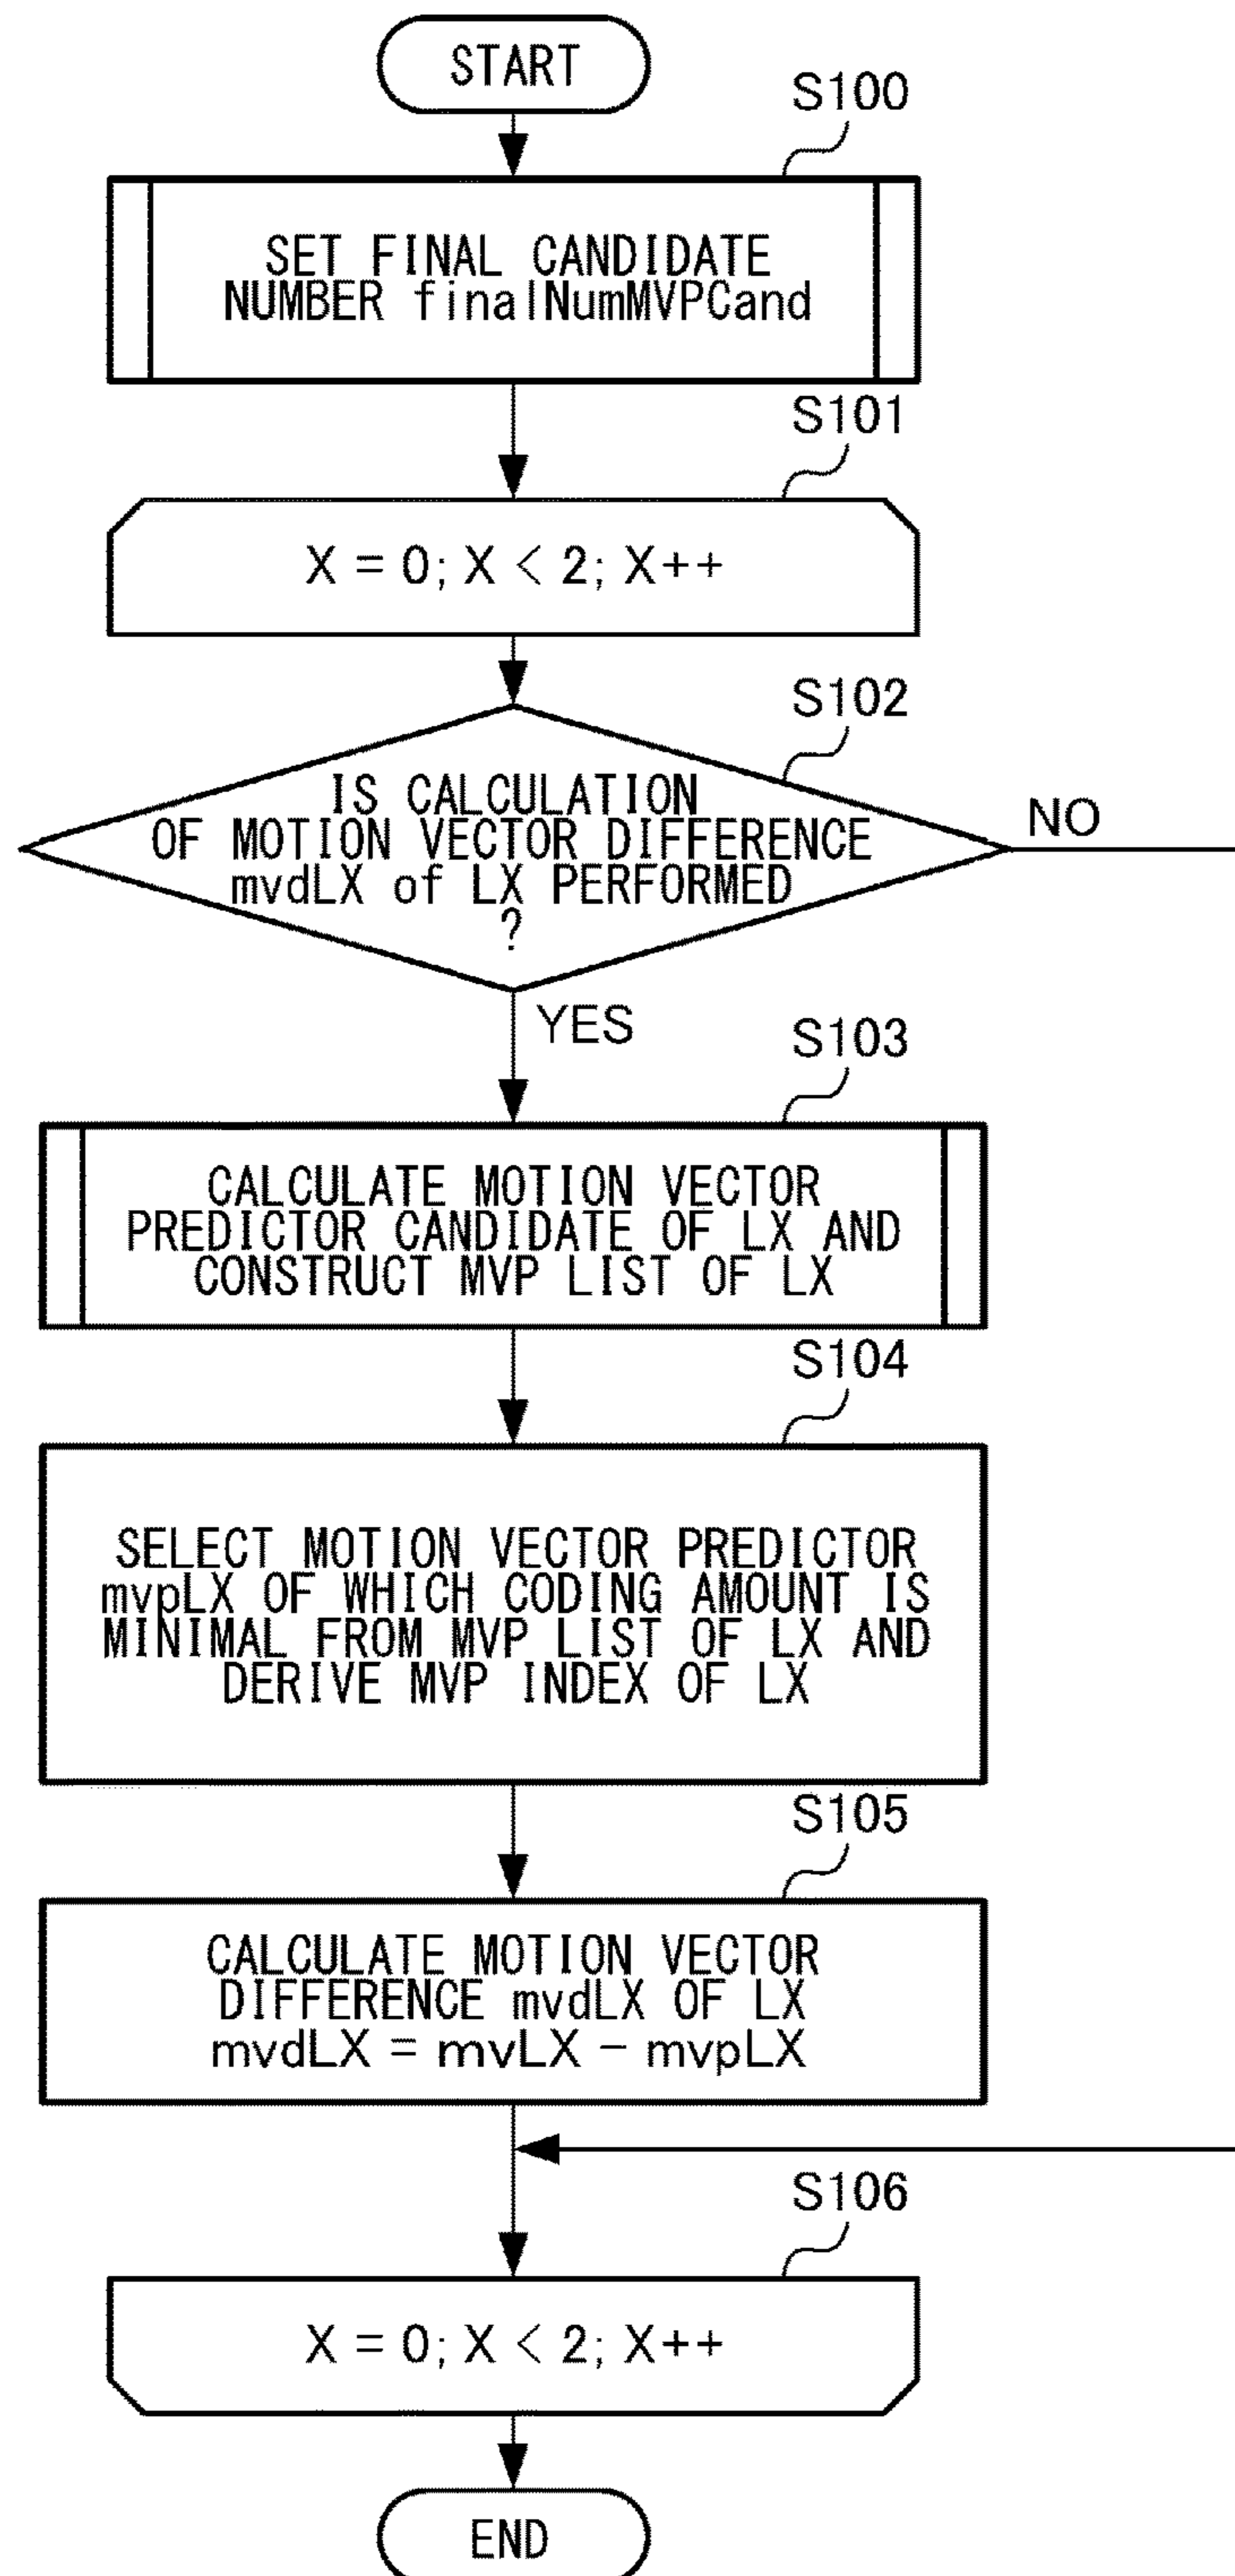 START
S100
SET FINAL CANDIDATE
NUMBER finalNumMVPCand
S101
X = 0; X < 2; X++
S102
IS CALCULATION
OF MOTION VECTOR DIFFERENCE
mvdLX of LX PERFORMED
?
NO
YES
S103
CALCULATE MOTION VECTOR
PREDICTOR CANDIDATE OF LX AND
CONSTRUCT MVP LIST OF LX
S104
SELECT MOTION VECTOR PREDICTOR
mvpLX OF WHICH CODING AMOUNT IS
MINIMAL FROM MVP LIST OF LX AND
DERIVE MVP INDEX OF LX
S105
CALCULATE MOTION VECTOR
DIFFERENCE mvdLX OF LX
mvdLX = mvLX - mvpLX
S106
X = 0; X < 2; X++
END